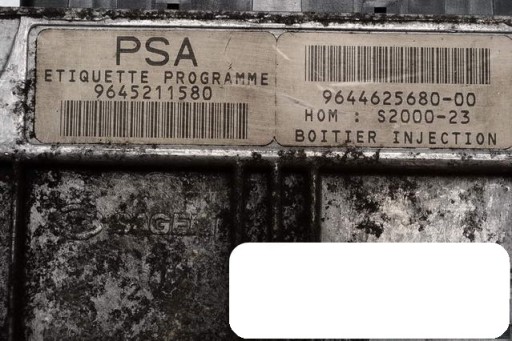 PSA
ETIQUETTE PROGRAMME
9645211580
9644625680-00
HOM : S2000-23
BOITIER INJECTION